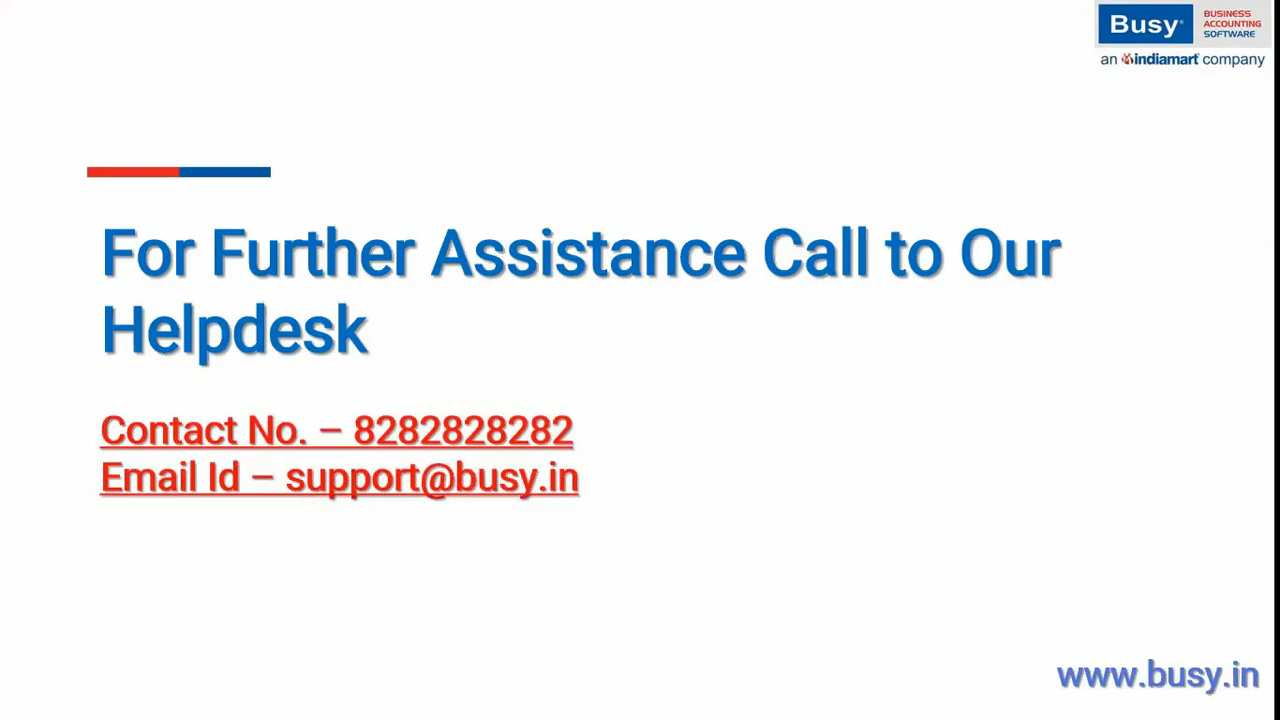 Busy® BUSINESS
ACCOUNTING
SOFTWARE
an indiamart company
For Further Assistance Call to Our
Helpdesk
Contact No. – 8282828282
Email Id – support@busy.in
www.busy.in